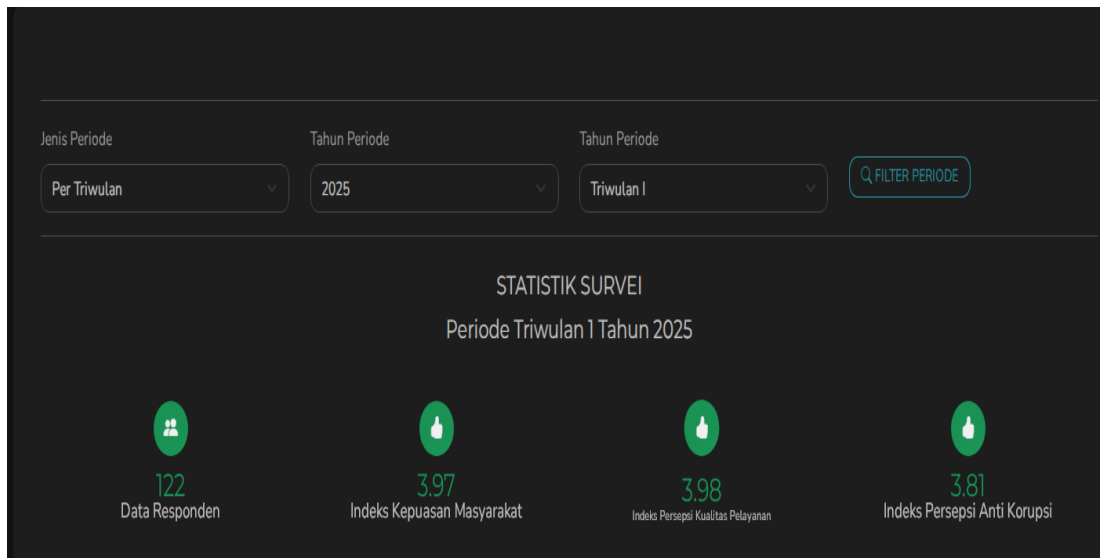 Jenis Periode
Tahun Periode
Tahun Periode
Per Triwulan
2025
Triwulan I
FILTER PERIODE
STATISTIK SURVEI
Periode Triwulan 1 Tahun 2025
122
Data Responden
3.97
Indeks Kepuasan Masyarakat
3.98
Indeks Persepsi Kualitas Pelayanan
3.81
Indeks Persepsi Anti Korupsi